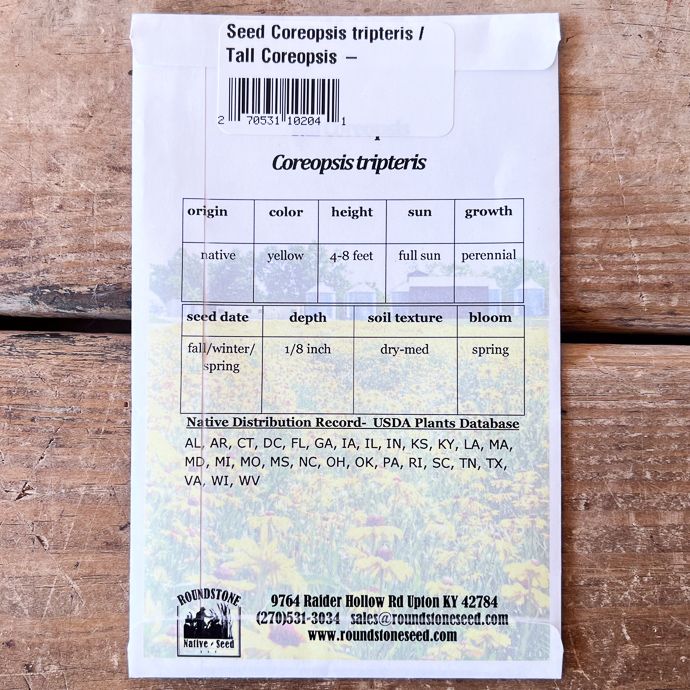 Seed Coreopsis tripteris /
Tall Coreopsis –
2 70531 10204 1
Coreopsis tripteris
origin color height sun growth
native yellow 4-8 feet full sun perennial
seed date depth soil texture bloom
fall/winter/ 1/8 inch dry-med spring
spring
Native Distribution Record- USDA Plants Database
AL, AR, CT, DC, FL, GA, IA, IL, IN, KS, KY, LA, MA,
MD, MI, MO, MS, NC, OH, OK, PA, RI, SC, TN, TX,
VA, WI, WV
ROUNDSTONE
Native Seed
9764 Raider Hollow Rd Upton KY 42784
(270)531-3034 sales@roundstoneseed.com
www.roundstoneseed.com